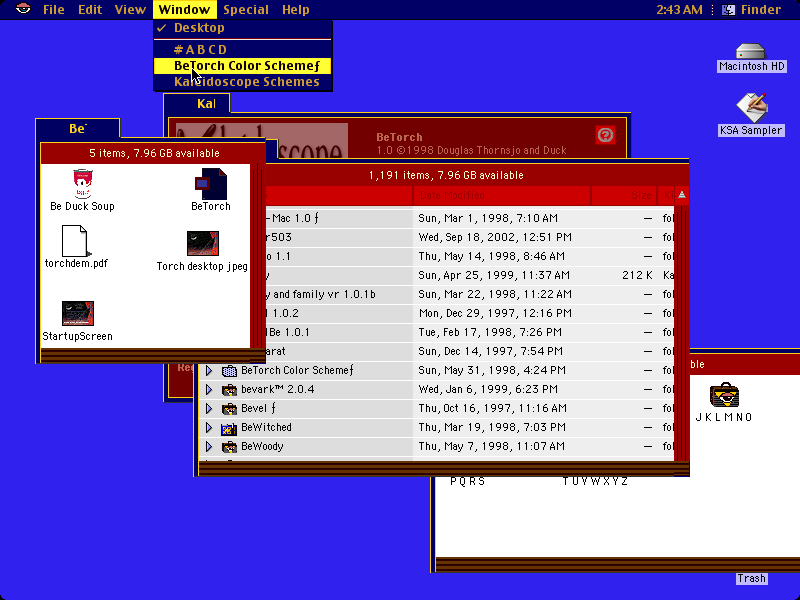 File Edit View Window Special Help 2:43 AM Finder
✓ Desktop
# A B C D
BeTorch Color Schemeƒ
Kaleidoscope Schemes
Macintosh HD
KSA Sampler
Trash
Kal
BeTorch
1.0 ©1998 Douglas Thornsjo and Duck
Be
5 items, 7.96 GB available
Be Duck Soup
BeTorch
torchdem.pdf
Torch desktop jpeg
StartupScreen
1,191 items, 7.96 GB available
Date Modified Size K
-Mac 1.0 ƒ Sun, Mar 1, 1998, 7:10 AM — fol
r503 Wed, Sep 18, 2002, 12:51 PM — fol
o 1.1 Thu, May 14, 1998, 8:46 AM — fol
y Sun, Apr 25, 1999, 11:37 AM 212 K Ka
y and family vr 1.0.1b Sun, Mar 22, 1998, 11:22 AM — fol
1.0.2 Mon, Dec 29, 1997, 12:16 PM — fol
lBe 1.0.1 Tue, Feb 17, 1998, 7:26 PM — fol
arat Sun, Dec 14, 1997, 7:54 PM — fol
BeTorch Color Schemeƒ Sun, May 31, 1998, 4:24 PM — fol
bevark™ 2.0.4 Wed, Jan 6, 1999, 6:23 PM — fol
Bevel ƒ Thu, Oct 16, 1997, 11:16 AM — fol
BeWitched Thu, Mar 19, 1998, 7:03 PM — fol
BeWoody Thu, May 7, 1998, 11:07 AM — fol
Re
ble
J K L M N O
P Q R S
T U V W X Y Z